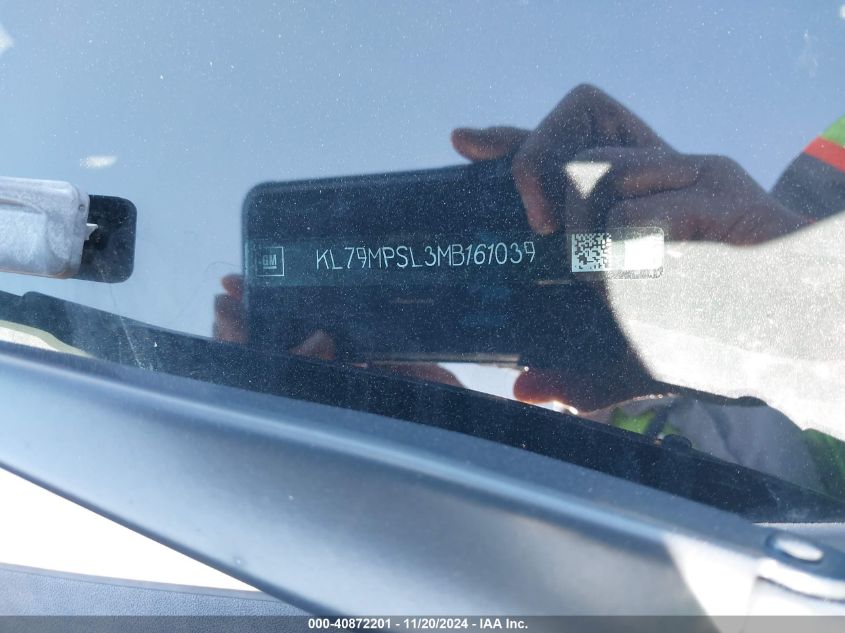 GM KL79MPSL3MB161039
000-40872201 - 11/20/2024 - IAA Inc.